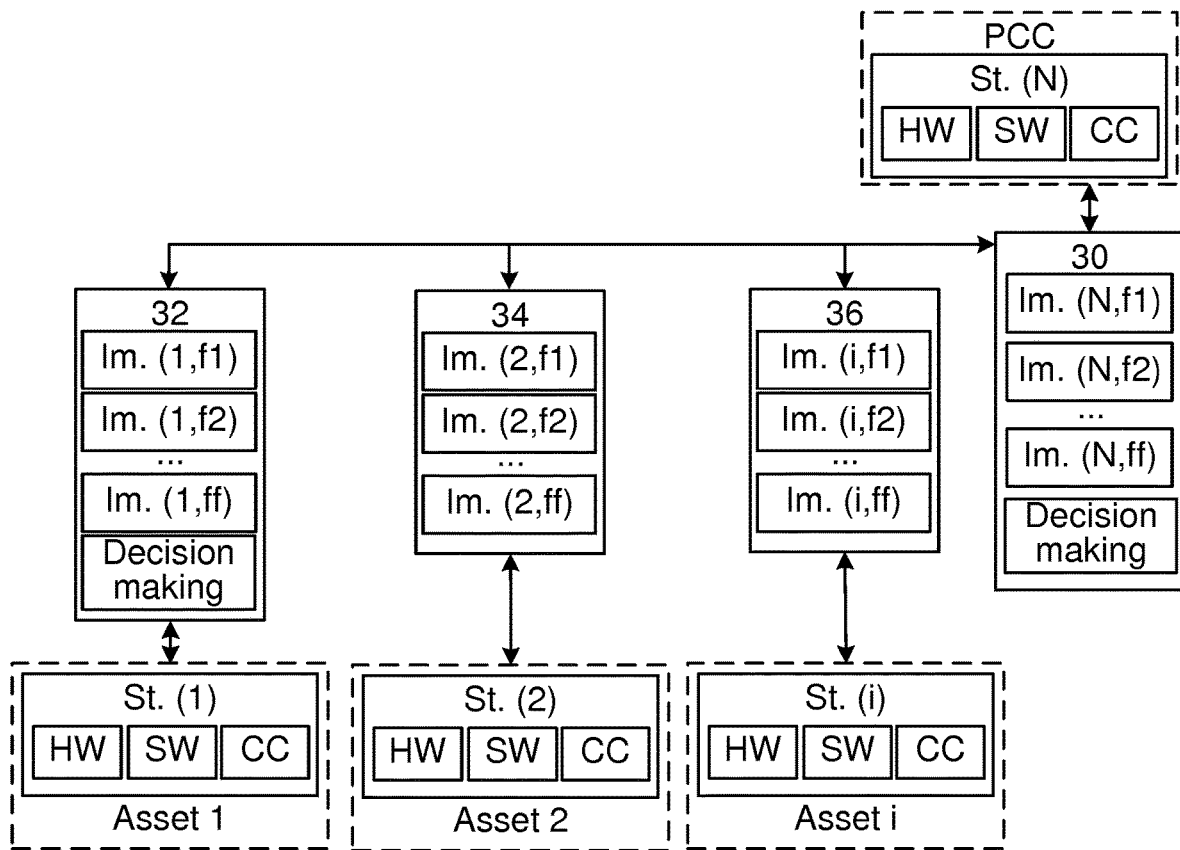 PCC
St. (N)
HW SW CC
30
Im. (N,f1)
Im. (N,f2)
...
Im. (N,ff)
Decision
making
32
Im. (1,f1)
Im. (1,f2)
...
Im. (1,ff)
Decision
making
34
Im. (2,f1)
Im. (2,f2)
...
Im. (2,ff)
36
Im. (i,f1)
Im. (i,f2)
...
Im. (i,ff)
St. (1)
HW SW CC
Asset 1
St. (2)
HW SW CC
Asset 2
St. (i)
HW SW CC
Asset i